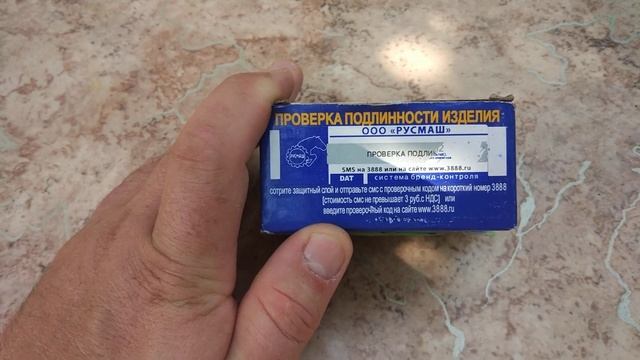 ПРОВЕРКА ПОДЛИННОСТИ ИЗДЕЛИЯ
ООО «РУСМАШ»
РУСМАШ
ПРОВЕРКА ПОДЛИН
SMS на 3888 или на сайте www.3888.ru
DAT система бренд-контроля
сотрите защитный слой и отправьте смс с проверочным кодом на короткий номер 3888
[стоимость смс не превышает 3 руб.с НДС] или
введите проверочный код на сайте www.3888.ru